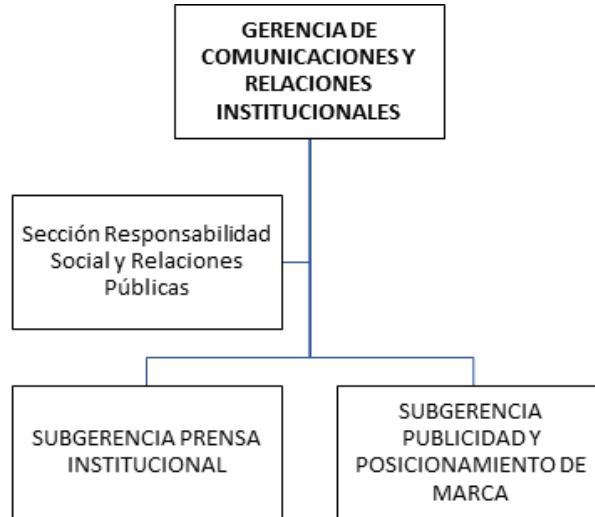 GERENCIA DE
COMUNICACIONES Y
RELACIONES
INSTITUCIONALES
Sección Responsabilidad
Social y Relaciones
Públicas
SUBGERENCIA PRENSA
INSTITUCIONAL
SUBGERENCIA
PUBLICIDAD Y
POSICIONAMIENTO DE
MARCA